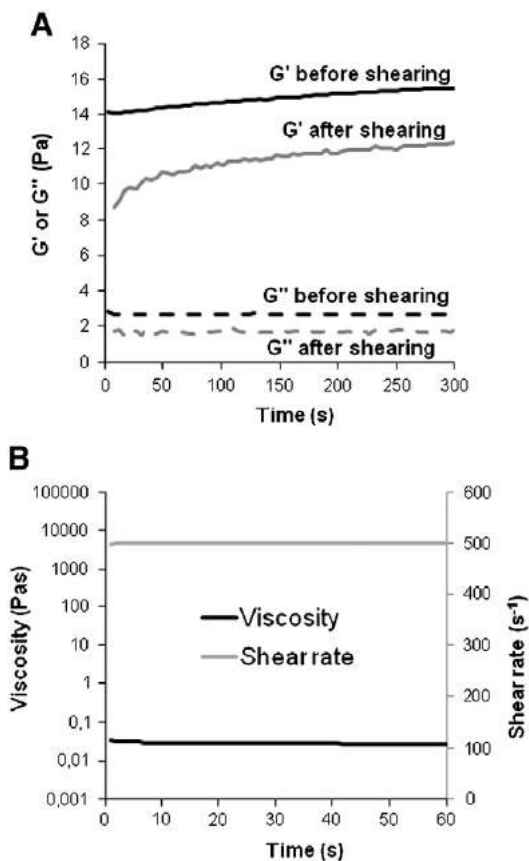 A
18
16
14
12
10
8
6
4
2
0
G' or G" (Pa)
G' before shearing
G' after shearing
G" before shearing
G" after shearing
0 50 100 150 200 250 300
Time (s)
B
100000
10000
1000
100
10
1
0,1
0,01
0,001
Viscosity (Pas)
Viscosity
Shear rate
600
500
400
300
200
100
0
Shear rate (s-1)
0 10 20 30 40 50 60
Time (s)